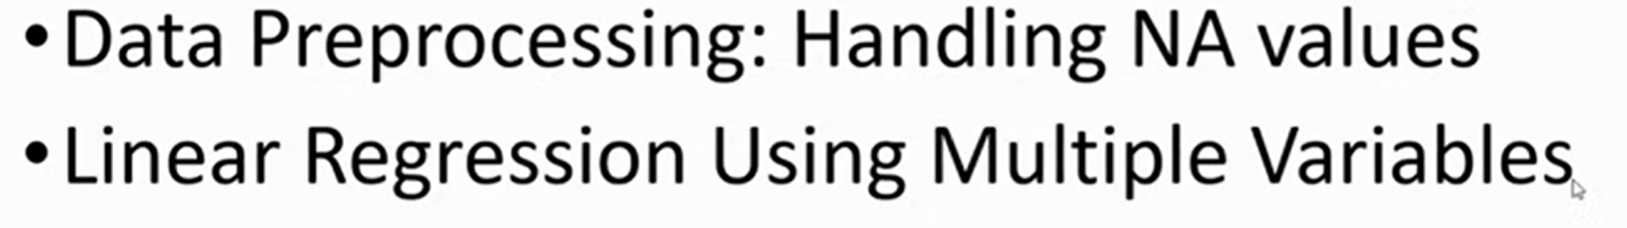 • Data Preprocessing: Handling NA values
• Linear Regression Using Multiple Variables